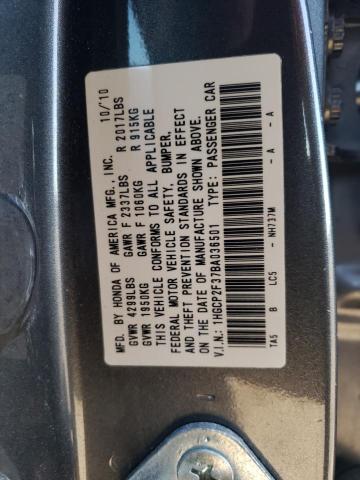 MFD. BY HONDA OF AMERICA MFG., INC. 10/'10
GVWR 4299LBS GAWR F 2337LBS R 2017LBS
GVWR 1950KG GAWR F 1060KG R 915KG
THIS VEHICLE CONFORMS TO ALL APPLICABLE
FEDERAL MOTOR VEHICLE SAFETY, BUMPER,
AND THEFT PREVENTION STANDARDS IN EFFECT
ON THE DATE OF MANUFACTURE SHOWN ABOVE.
V.I.N.: 1HGCP2F37BA036501 TYPE: PASSENGER CAR
TA5 B LC5 - NH737M - A - A